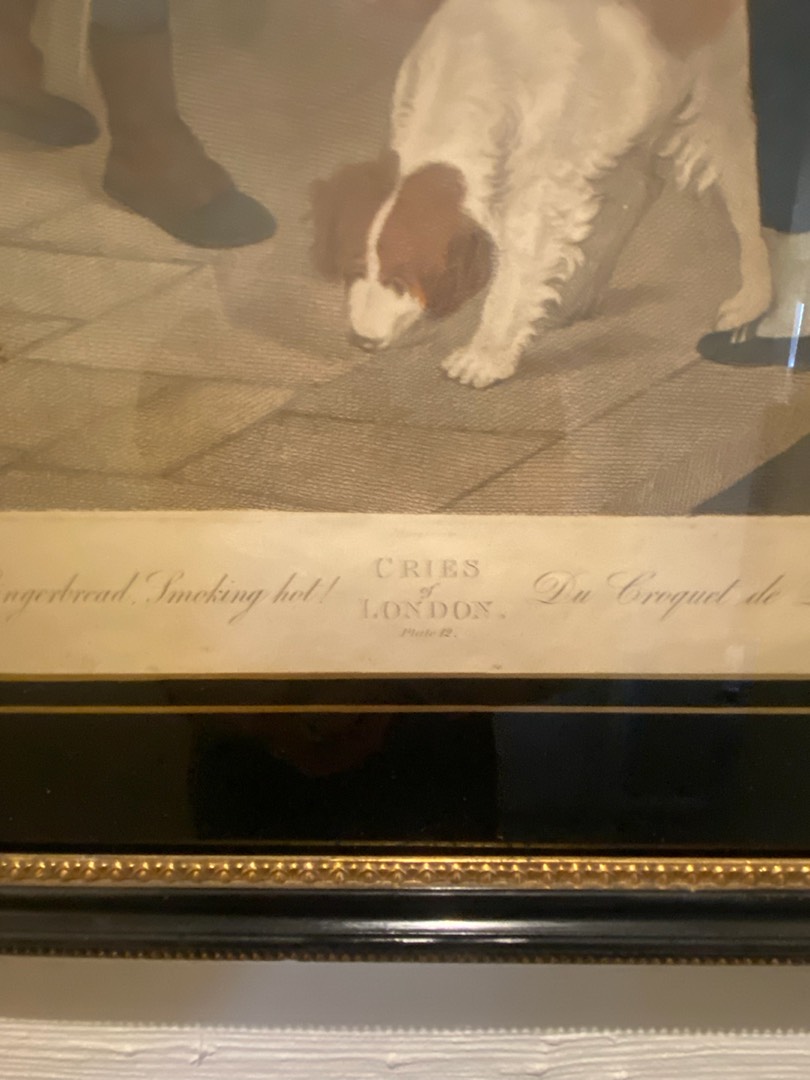 ngerbread, Smoking hot!
CRIES
of
LONDON.
Plate 12.
Du Croquet de